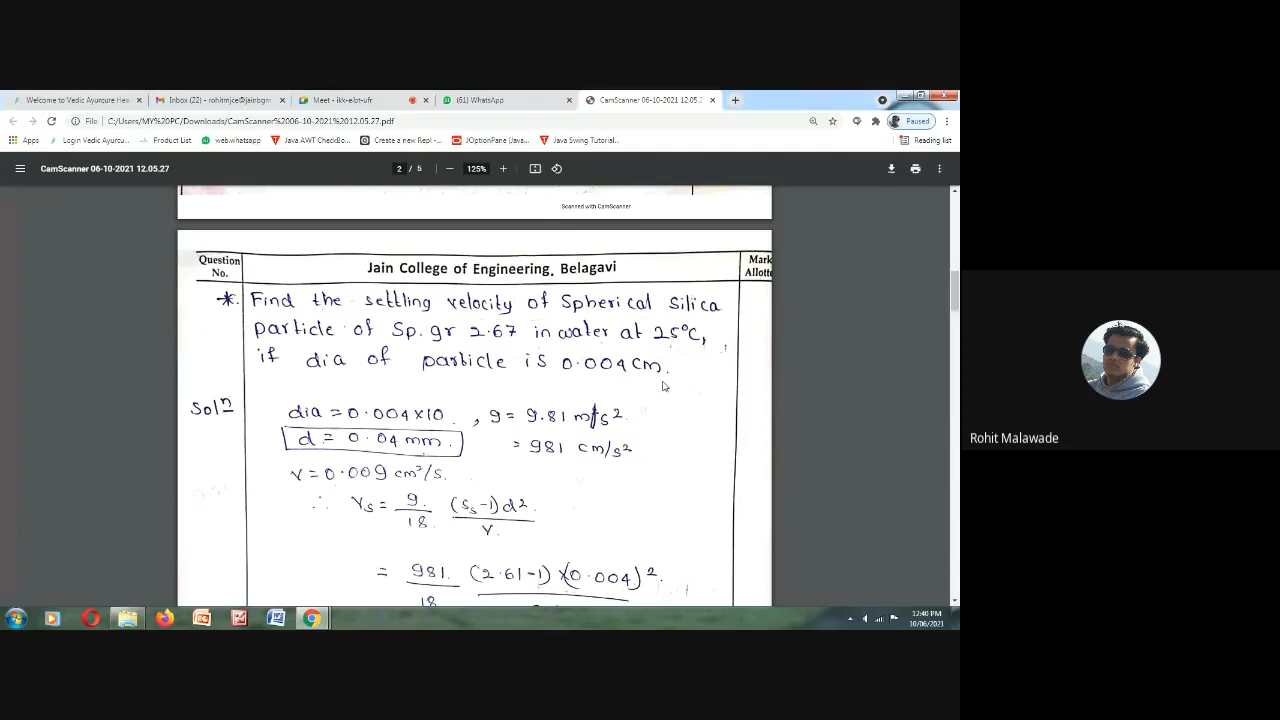 Welcome to Vedic Ayurcure Hea
Inbox (22) - rohitmjce@jainbgm
Meet - ikk-eibt-ufr
(61) WhatsApp
CamScanner 06-10-2021 12.05.2
File | C:/Users/MY%20PC/Downloads/CamScanner%2006-10-2021%2012.05.27.pdf
Paused
Apps
Login Vedic Ayurcu...
Product List
web.whatsapp
Java AWT CheckBo...
Create a new Repl -...
JOptionPane (Java...
Java Swing Tutorial...
Reading list
CamScanner 06-10-2021 12.05.27
2 / 5
125%
Scanned with CamScanner
Question No.
Jain College of Engineering, Belagavi
Mark Allotte
*. Find the settling velocity of Spherical Silica
particle of Sp.gr 2.67 in water at 25°C,
if dia of particle is 0.004cm.
Solⁿ
dia = 0.004x10 , g = 9.81 m/s².
d = 0.04 mm. = 981 cm/s²
ν = 0.009 cm²/s.
∴ Vs = g/18 (Ss-1)d²/ν.
= 981/18 (2.61-1)x(0.004)²
Rohit Malawade
12:40 PM
10/06/2021